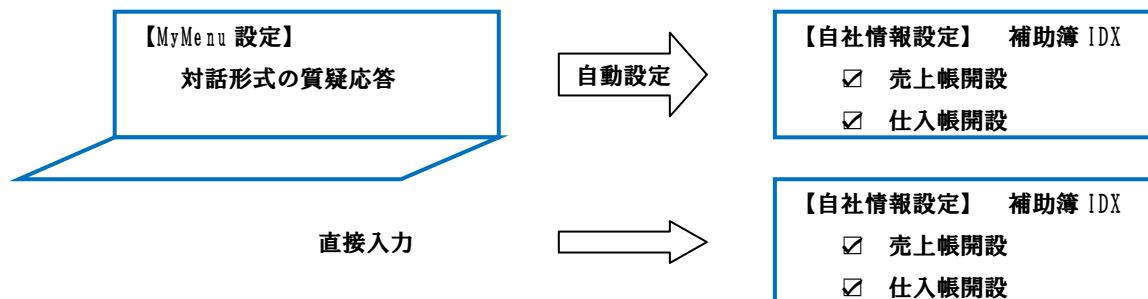 【MyMenu 設定】
対話形式の質疑応答
自動設定
【自社情報設定】 補助簿 IDX
☑ 売上帳開設
☑ 仕入帳開設
直接入力
【自社情報設定】 補助簿 IDX
☑ 売上帳開設
☑ 仕入帳開設